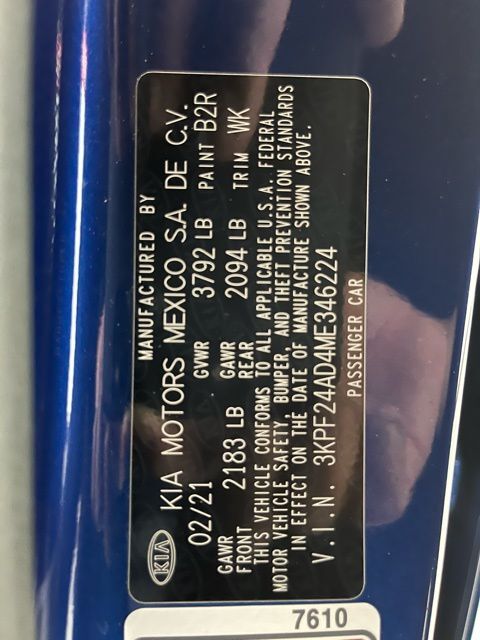 MANUFACTURED BY
KIA KIA MOTORS MEXICO S.A. DE C.V.
02/21 GVWR 3792 LB PAINT B2R
GAWR FRONT 2183 LB GAWR REAR 2094 LB TRIM WK
THIS VEHICLE CONFORMS TO ALL APPLICABLE U.S.A. FEDERAL
MOTOR VEHICLE SAFETY, BUMPER, AND THEFT PREVENTION STANDARDS
IN EFFECT ON THE DATE OF MANUFACTURE SHOWN ABOVE.
V.I.N. 3KPF24AD4ME346224
PASSENGER CAR
7610